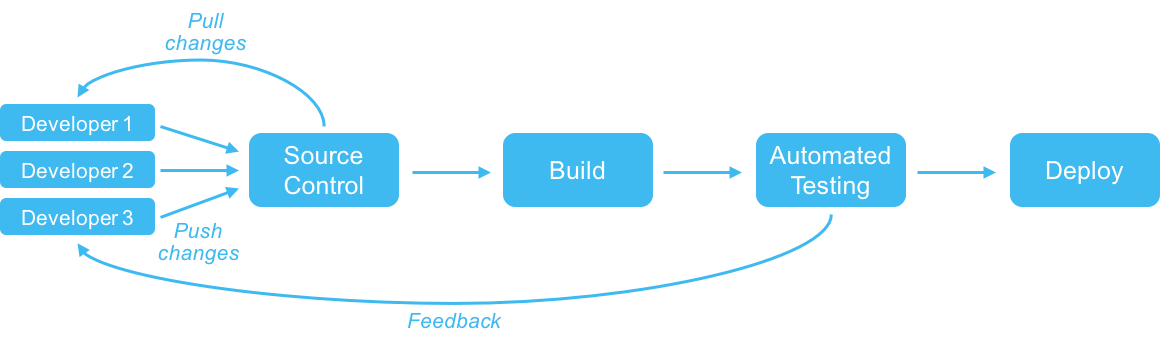 Pull
changes
Developer 1
Developer 2
Developer 3
Push
changes
Source
Control
Build
Automated
Testing
Deploy
Feedback